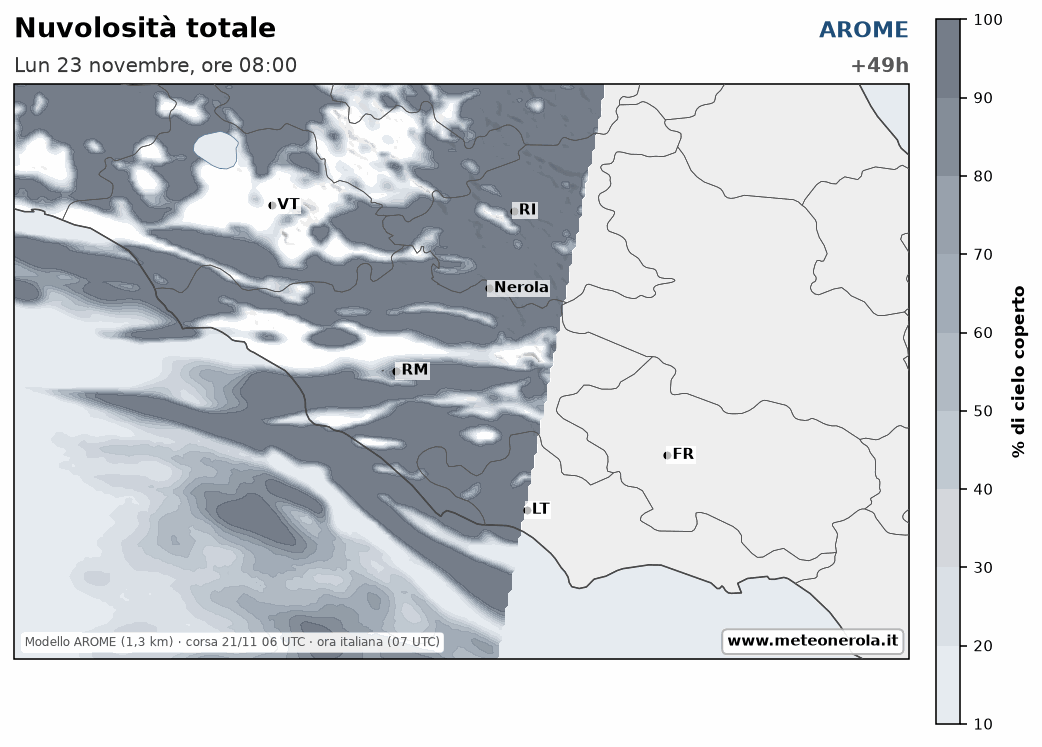 Nuvolosità totale
AROME
Lun 23 novembre, ore 08:00
+49h
100
90
80
70
60
50
40
30
20
10
% di cielo coperto
VT
RI
Nerola
RM
FR
LT
Modello AROME (1,3 km) · corsa 21/11 06 UTC · ora italiana (07 UTC)
www.meteonerola.it